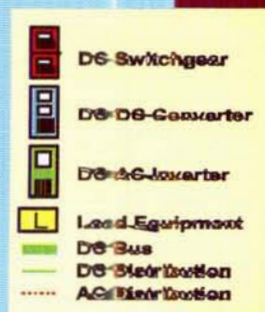 DC Switchgear
DC-DC-Converter
DC-AC-Inverter
L Load Equipment
DC Bus
DC Distribution
AC Distribution